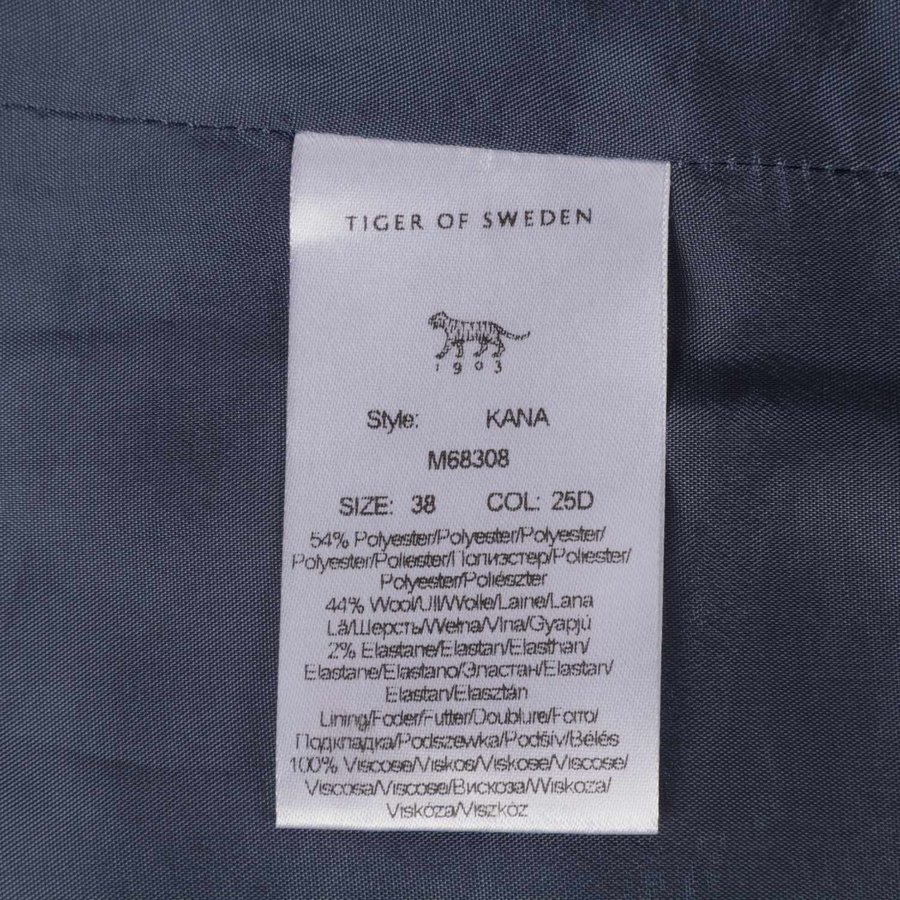 TIGER OF SWEDEN
1903
Style: KANA
M68308
SIZE: 38 COL: 25D
54% Polyester/Polyester/Polyester/
Polyester/Poliester/Полиэстер/Poliester/
Polyester/Poliészter
44% Wool/Ull/Wolle/Laine/Lana
Lã/Шерсть/Wełna/Vlna/Gyapjú
2% Elastane/Elastan/Elasthan/
Elastane/Elastano/Эластан/Elastan/
Elastan/Elasztán
Lining/Foder/Futter/Doublure/Forro/
Подкладка/Podszewka/Podšív/Bélés
100% Viscose/Viskos/Viskose/Viscose/
Viscosa/Viscose/Вискоза/Wiskoza/
Viskóza/Viszkóz